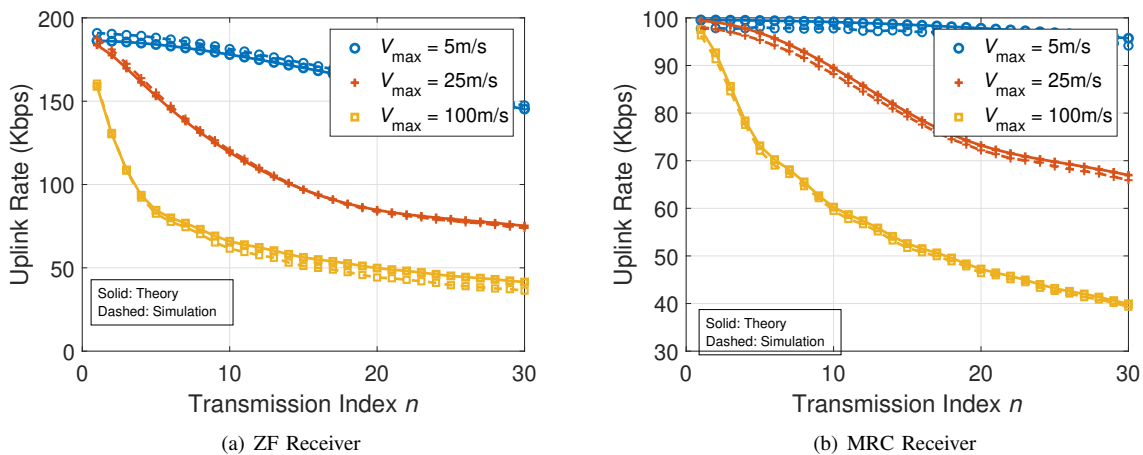 200
150
100
50
0
Uplink Rate (Kbps)
V_max = 5m/s
V_max = 25m/s
V_max = 100m/s
Solid: Theory
Dashed: Simulation
0 10 20 30
Transmission Index n
(a) ZF Receiver
100
90
80
70
60
50
40
30
Uplink Rate (Kbps)
V_max = 5m/s
V_max = 25m/s
V_max = 100m/s
Solid: Theory
Dashed: Simulation
0 10 20 30
Transmission Index n
(b) MRC Receiver